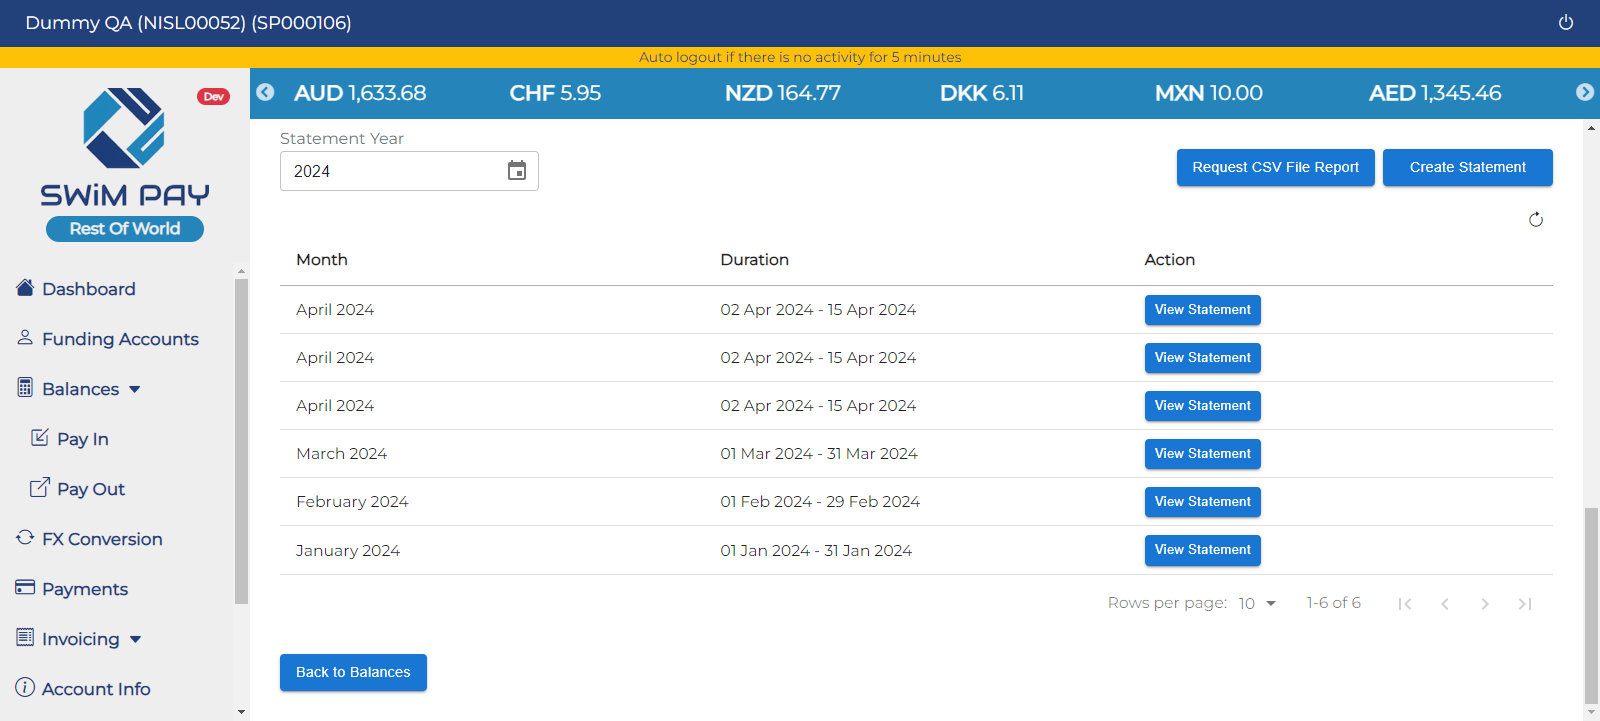 Dummy QA (NISL00052) (SP000106)
Auto logout if there is no activity for 5 minutes
Dev
SWiM PAY
Rest Of World
AUD 1,633.68 CHF 5.95 NZD 164.77 DKK 6.11 MXN 10.00 AED 1,345.46
Dashboard
Funding Accounts
Balances
Pay In
Pay Out
FX Conversion
Payments
Invoicing
Account Info
Statement Year
2024
Request CSV File Report Create Statement
Month Duration Action
April 2024 02 Apr 2024 - 15 Apr 2024 View Statement
April 2024 02 Apr 2024 - 15 Apr 2024 View Statement
April 2024 02 Apr 2024 - 15 Apr 2024 View Statement
March 2024 01 Mar 2024 - 31 Mar 2024 View Statement
February 2024 01 Feb 2024 - 29 Feb 2024 View Statement
January 2024 01 Jan 2024 - 31 Jan 2024 View Statement
Rows per page: 10 1-6 of 6
Back to Balances